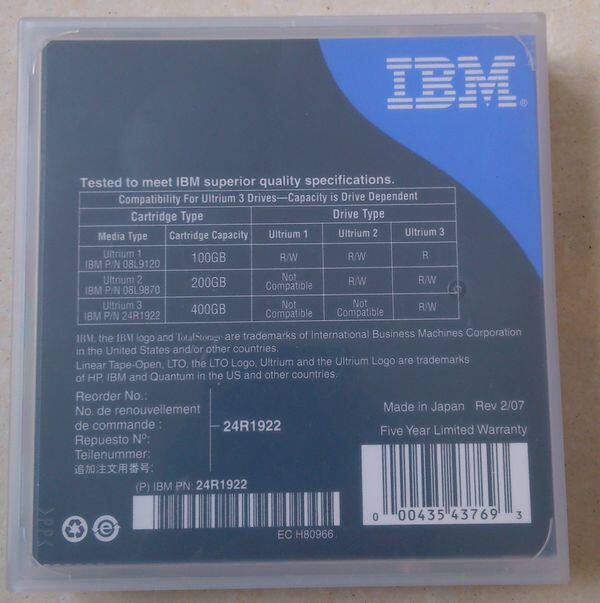 IBM®
Tested to meet IBM superior quality specifications.
Compatibility For Ultrium 3 Drives—Capacity is Drive Dependent
Cartridge Type Drive Type
Media Type Cartridge Capacity Ultrium 1 Ultrium 2 Ultrium 3
Ultrium 1
IBM P/N 08L9120 100GB R/W R/W R
Ultrium 2
IBM P/N 08L9870 200GB Not Compatible R/W R/W
Ultrium 3
IBM P/N 24R1922 400GB Not Compatible Not Compatible R/W
IBM, the IBM logo and TotalStorage are trademarks of International Business Machines Corporation
in the United States and/or other countries.
Linear Tape-Open, LTO, the LTO Logo, Ultrium and the Ultrium Logo are trademarks
of HP, IBM and Quantum in the US and other countries.
Reorder No.:
No. de renouvellement
de commande :
Repuesto Nº:
Teilenummer:
追加注文用番号:
24R1922
Made in Japan Rev 2/07
Five Year Limited Warranty
(P) IBM PN: 24R1922
EC H80966
0 00435 43769 3
>PP<